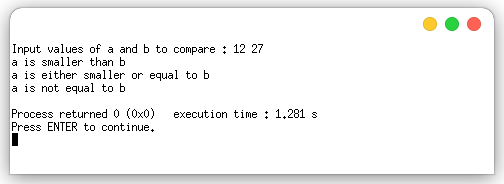 Input values of a and b to compare : 12 27
a is smaller than b
a is either smaller or equal to b
a is not equal to b
Process returned 0 (0x0)   execution time : 1.281 s
Press ENTER to continue.